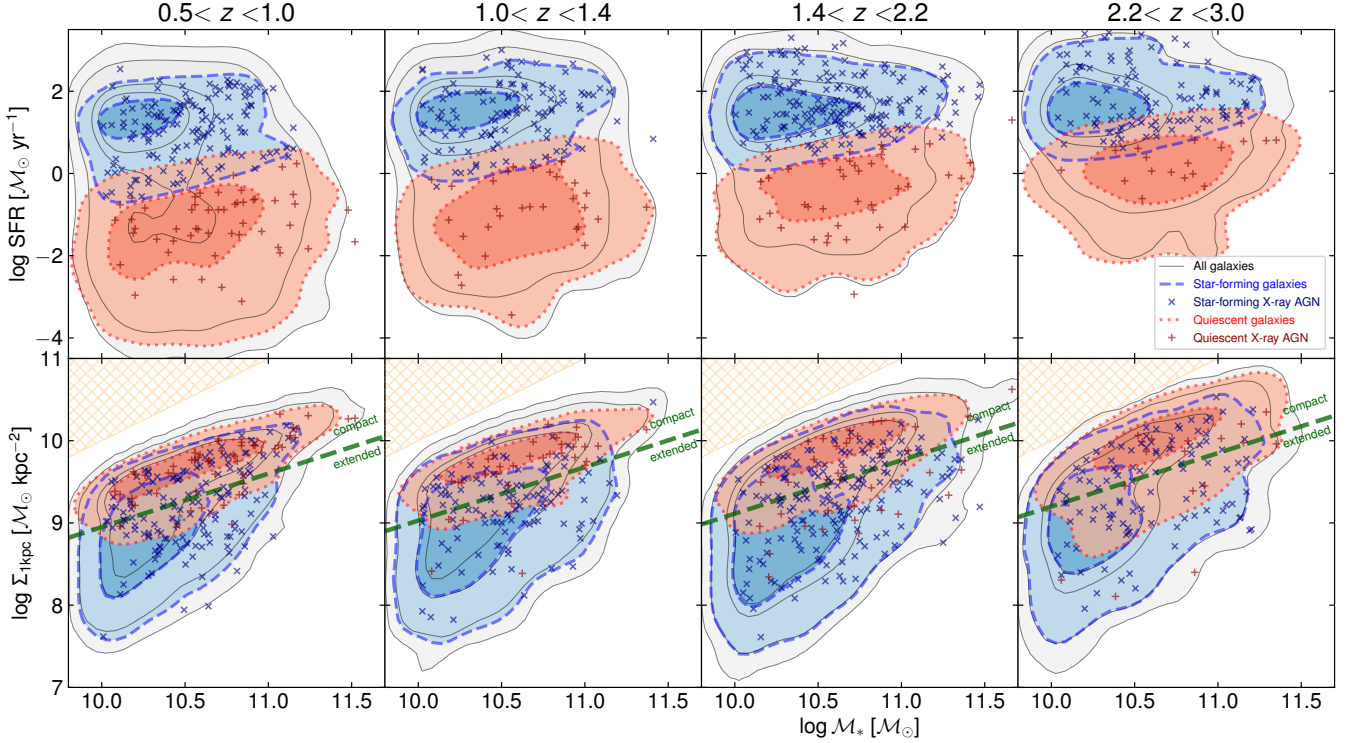 0.5< z <1.0
1.0< z <1.4
1.4< z <2.2
2.2< z <3.0
log SFR [ℳ⊙ yr⁻¹]
2
0
−2
−4
All galaxies
Star-forming galaxies
Star-forming X-ray AGN
Quiescent galaxies
Quiescent X-ray AGN
log Σ1kpc [ℳ⊙ kpc⁻²]
11
10
9
8
7
compact
extended
compact
extended
compact
extended
compact
extended
10.0 10.5 11.0 11.5
10.0 10.5 11.0 11.5
10.0 10.5 11.0 11.5
10.0 10.5 11.0 11.5
log ℳ* [ℳ⊙]